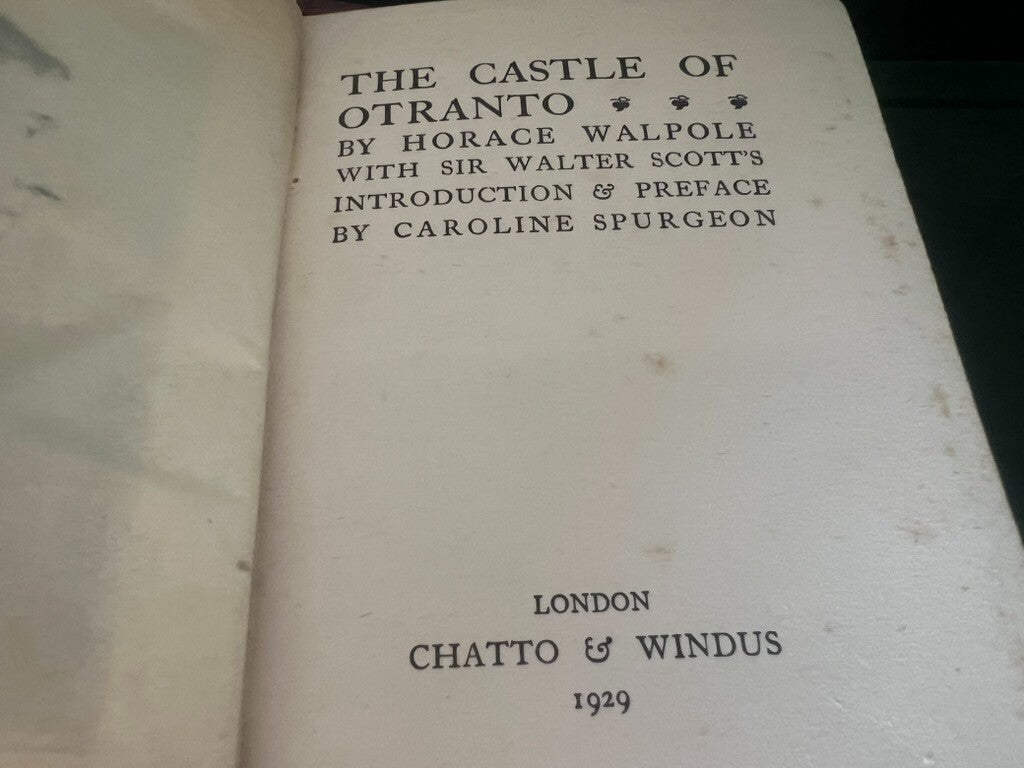 THE CASTLE OF
OTRANTO ❦ ❦ ❦
BY HORACE WALPOLE
WITH SIR WALTER SCOTT'S
INTRODUCTION & PREFACE
BY CAROLINE SPURGEON
LONDON
CHATTO & WINDUS
1929